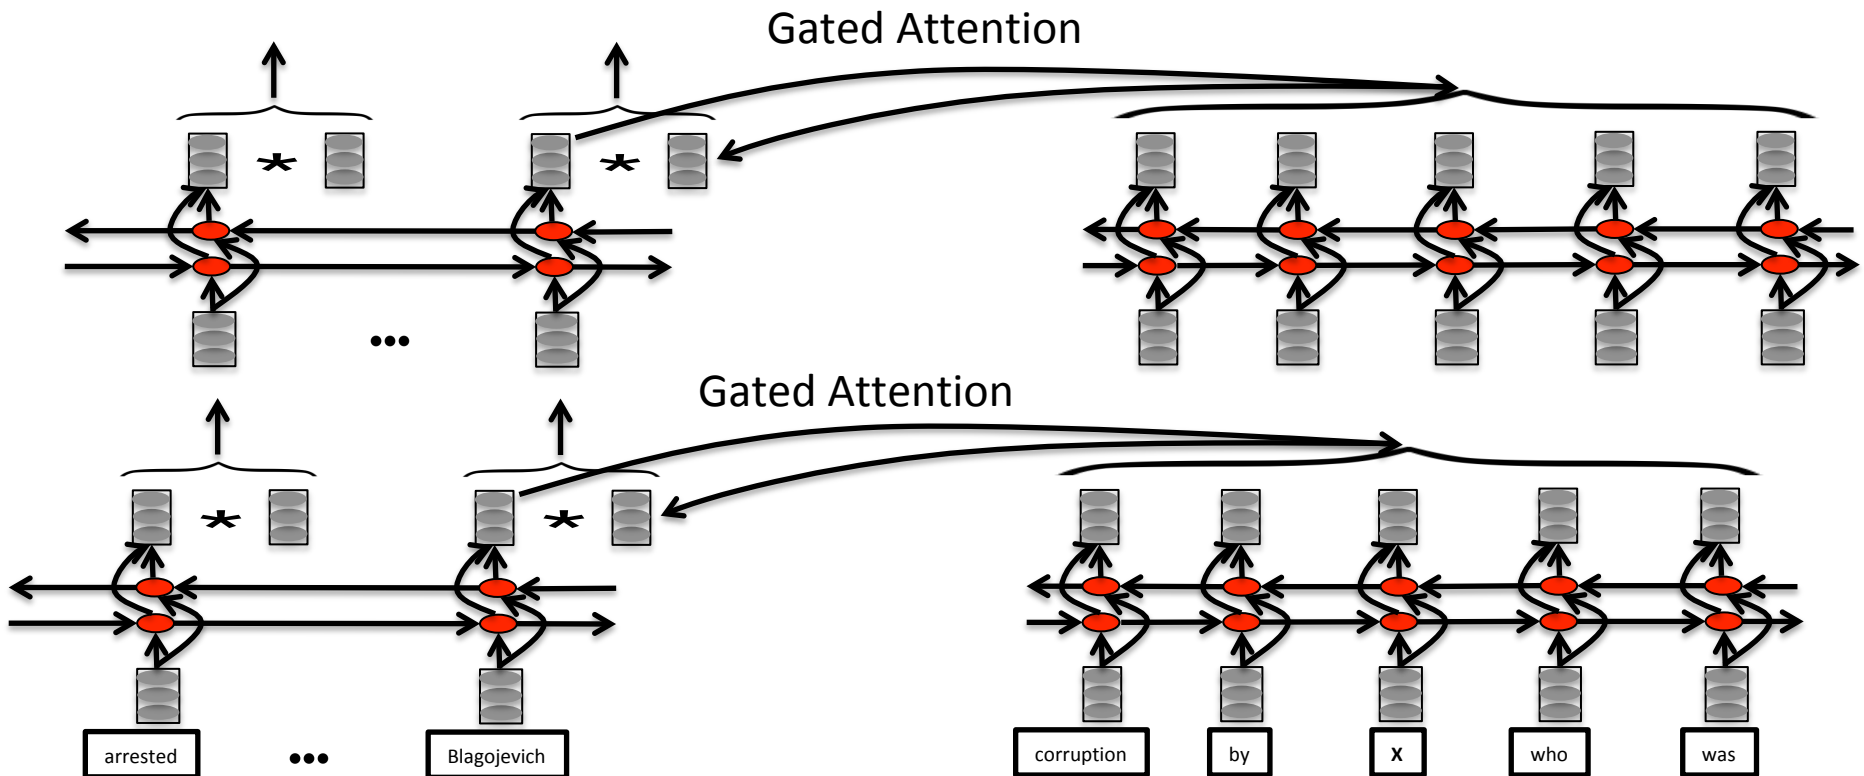 Gated Attention
* *
•••
Gated Attention
* *
arrested ••• Blagojevich corruption by X who was